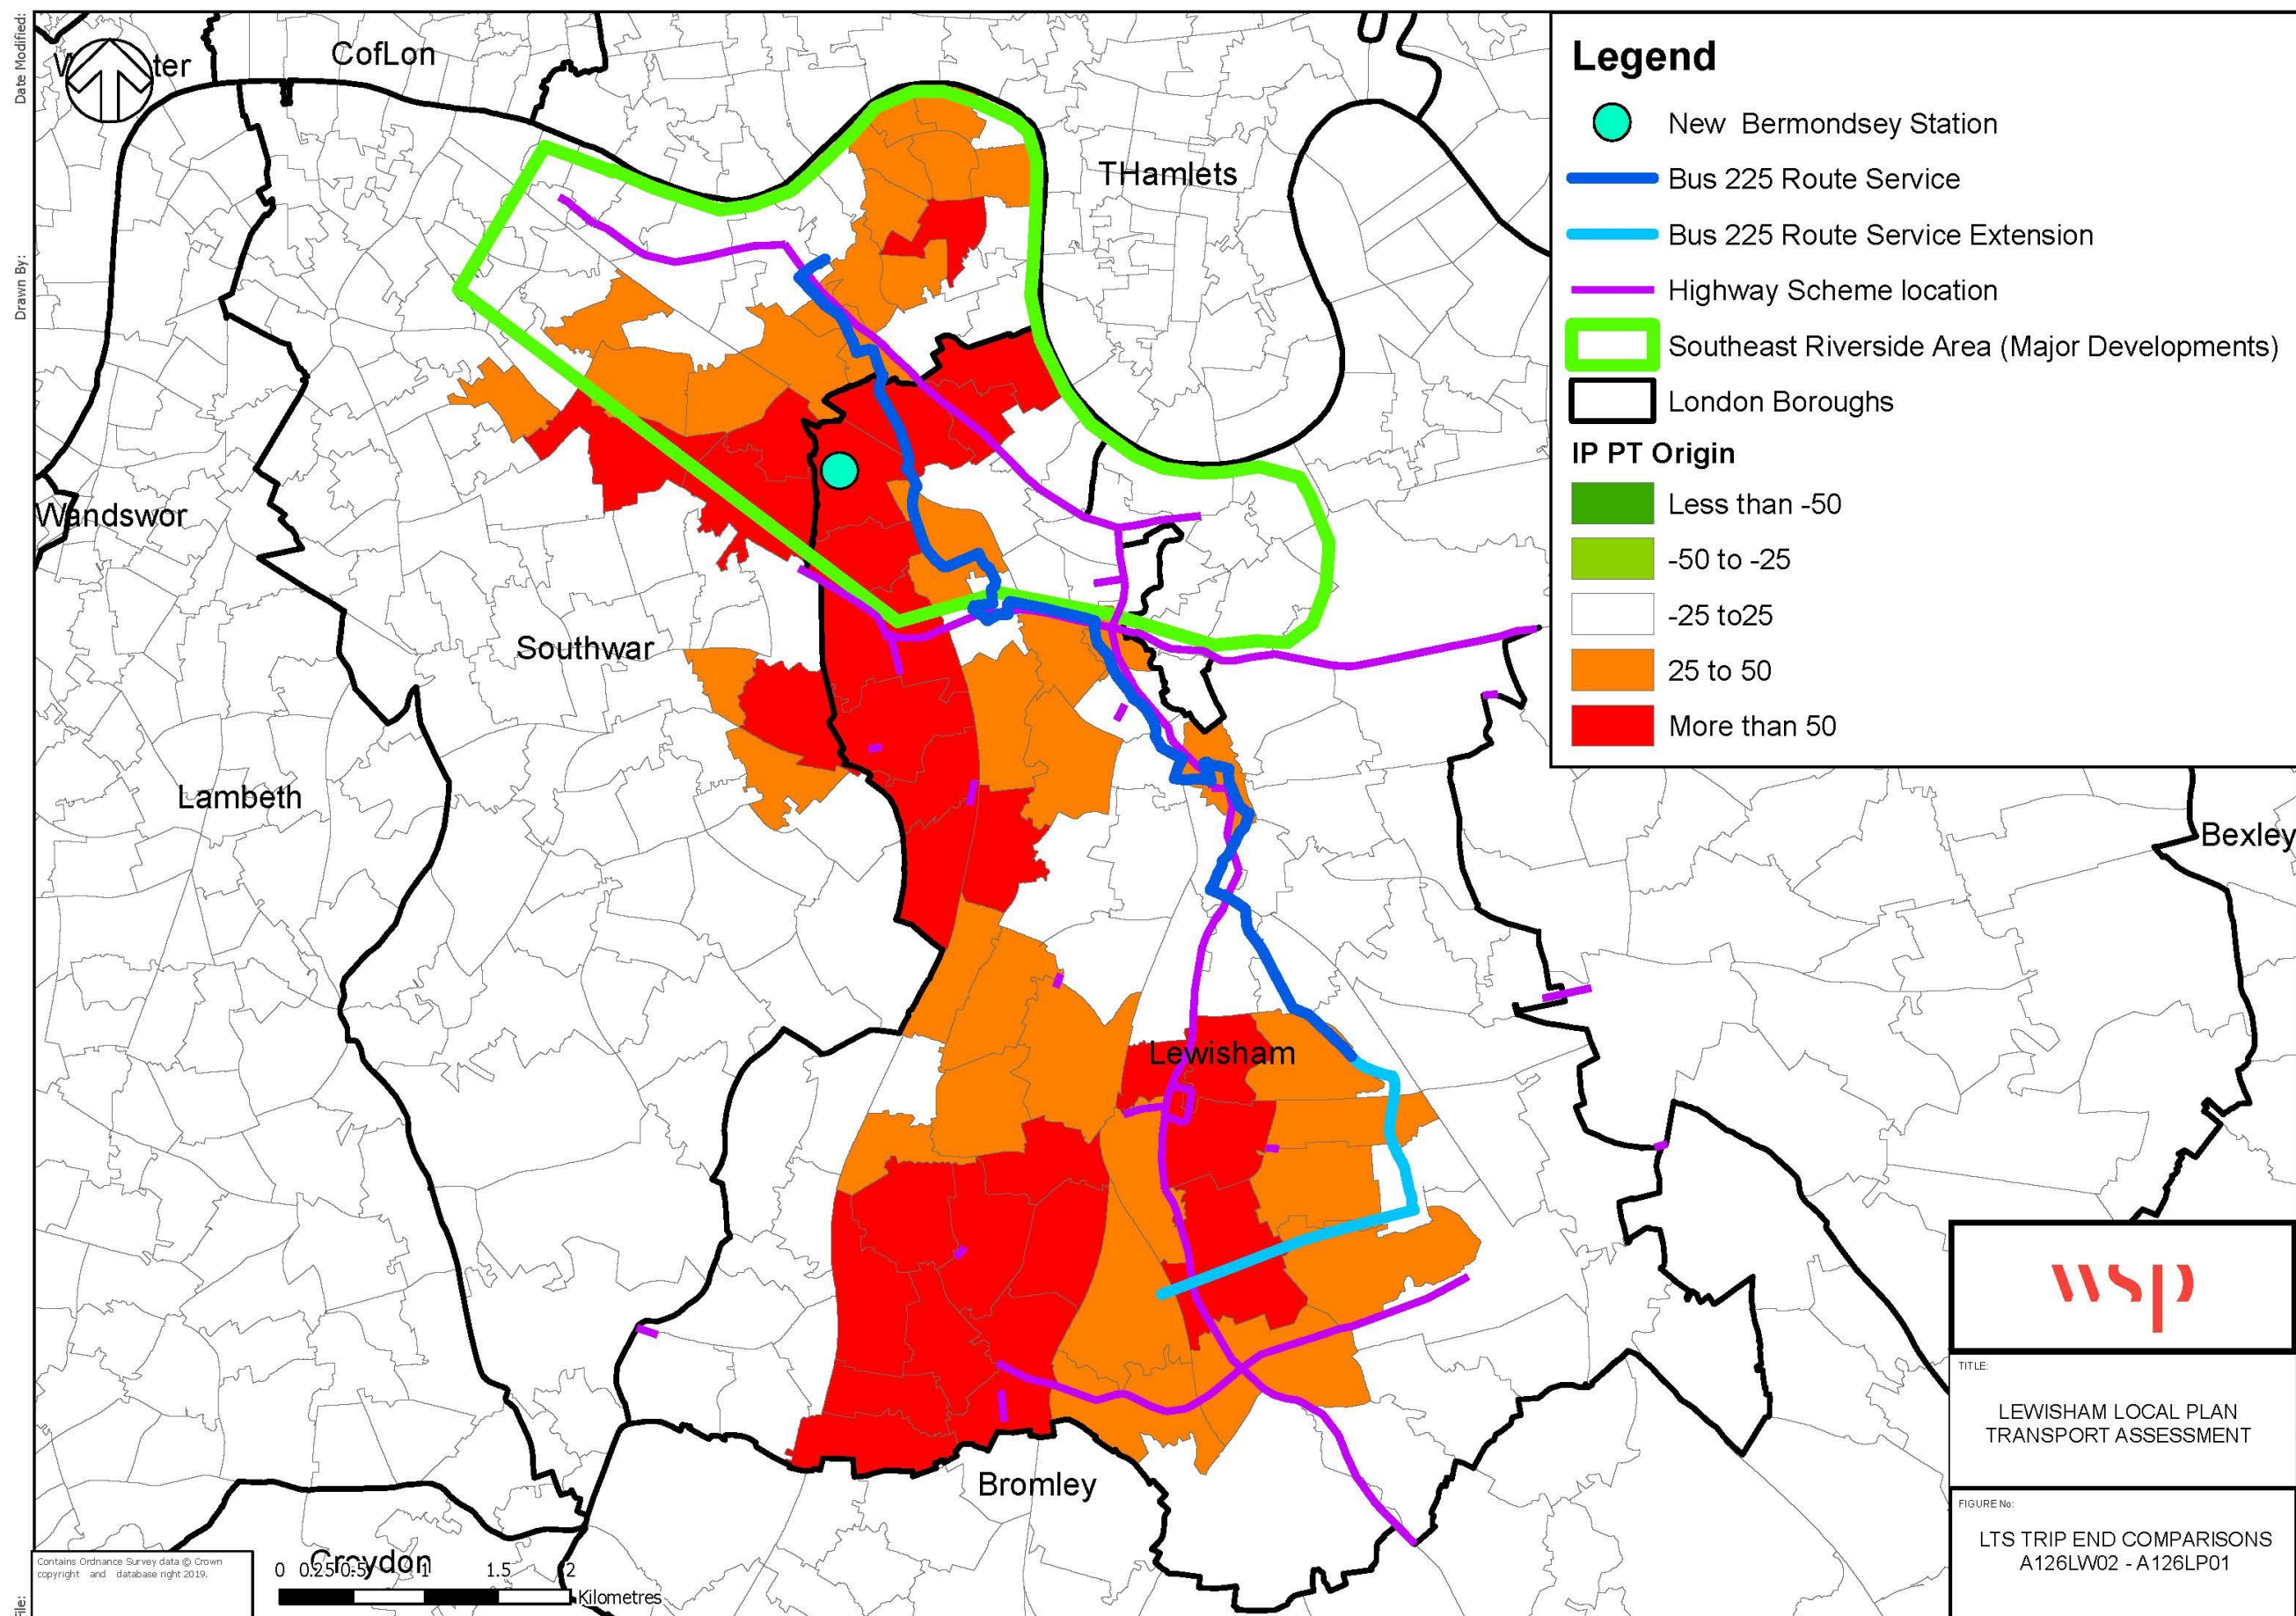 Date Modified:
Drawn By:
File:
CofLon
ter
THamlets
Wandswor
Southwar
Lambeth
Lewisham
Bexley
Bromley
Croydon
Legend
New Bermondsey Station
Bus 225 Route Service
Bus 225 Route Service Extension
Highway Scheme location
Southeast Riverside Area (Major Developments)
London Boroughs
IP PT Origin
Less than -50
-50 to -25
-25 to25
25 to 50
More than 50
wsp
TITLE:
LEWISHAM LOCAL PLAN
TRANSPORT ASSESSMENT
FIGURE No:
LTS TRIP END COMPARISONS
A126LW02 - A126LP01
Contains Ordnance Survey data © Crown
copyright and database right 2019.
0 0.25 0.5 1 1.5 2
Kilometres